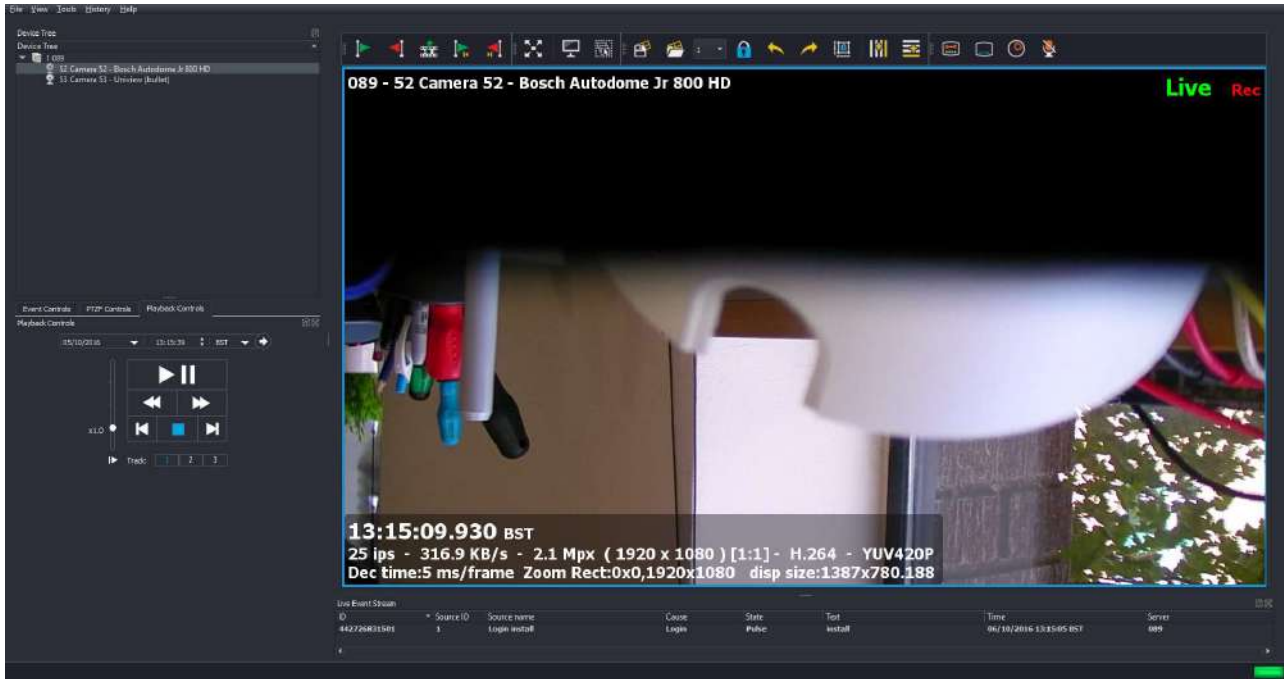 File View Tools History Help
Device Tree
Device Tree
1 089
52 Camera 52 - Bosch Autodome Jr 800 HD
53 Camera 53 - Uniview (bullet)
089 - 52 Camera 52 - Bosch Autodome Jr 800 HD
Live Rec
Event Controls PTZ* Controls Playback Controls
Playback Controls
05/10/2016 13:15:39 BST
x1.0
Track: 1 2 3
13:15:09.930 BST
25 ips - 316.9 KB/s - 2.1 Mpx ( 1920 x 1080 ) [1:1] - H.264 - YUV420P
Dec time:5 ms/frame Zoom Rect:0x0,1920x1080 disp size:1387x780.188
Live Event Stream
ID Source ID Source name Cause State Text Time Server
442726831501 1 Login install Login Pulse install 06/10/2016 13:15:05 BST 089